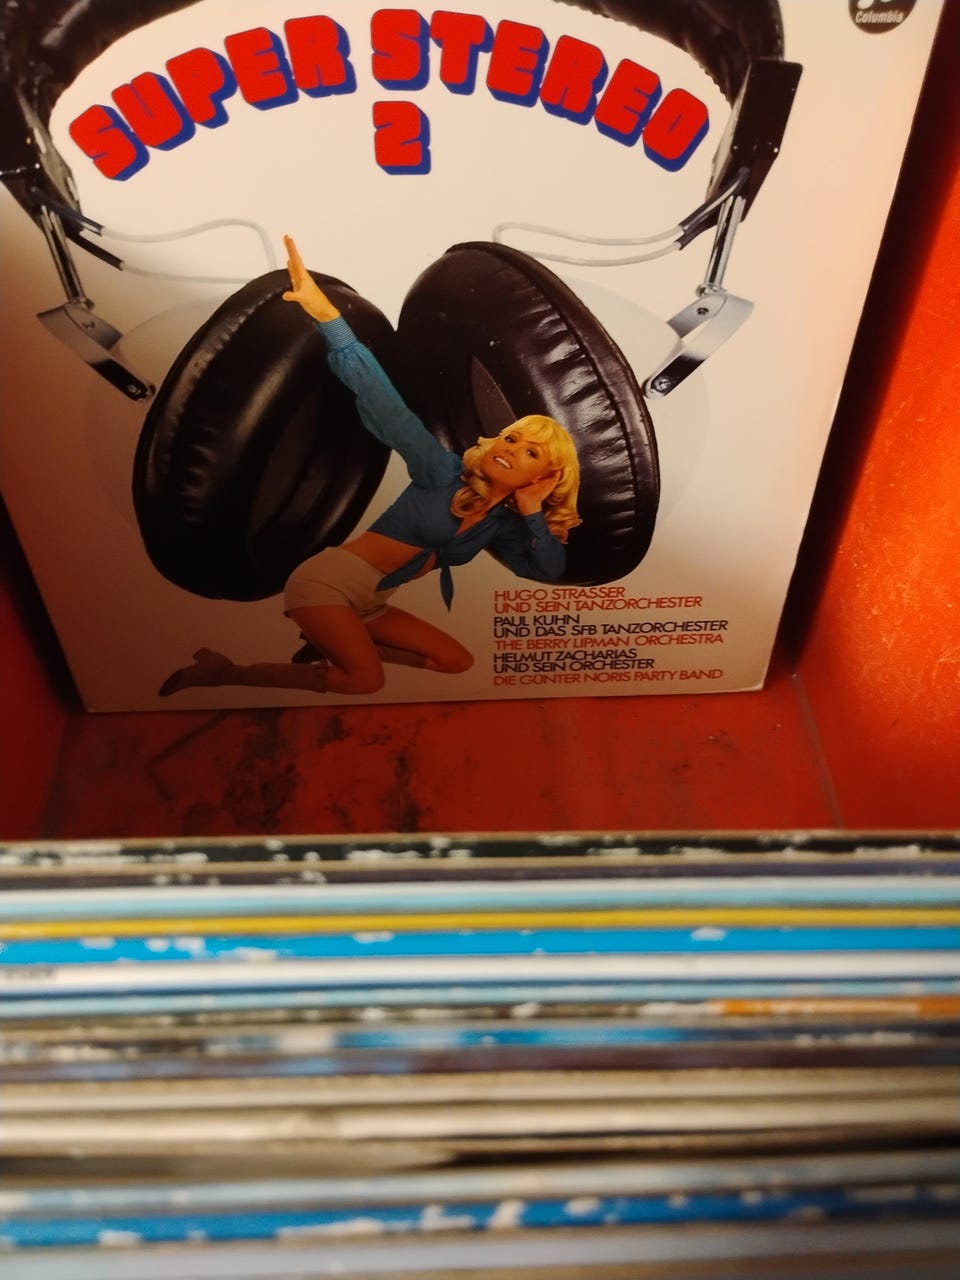 Columbia
SUPER STEREO
2
HUGO STRASSER
UND SEIN TANZORCHESTER
PAUL KUHN
UND DAS SFB TANZORCHESTER
THE BERRY LIPMAN ORCHESTRA
HELMUT ZACHARIAS
UND SEIN ORCHESTER
DIE GÜNTER NORIS PARTY BAND